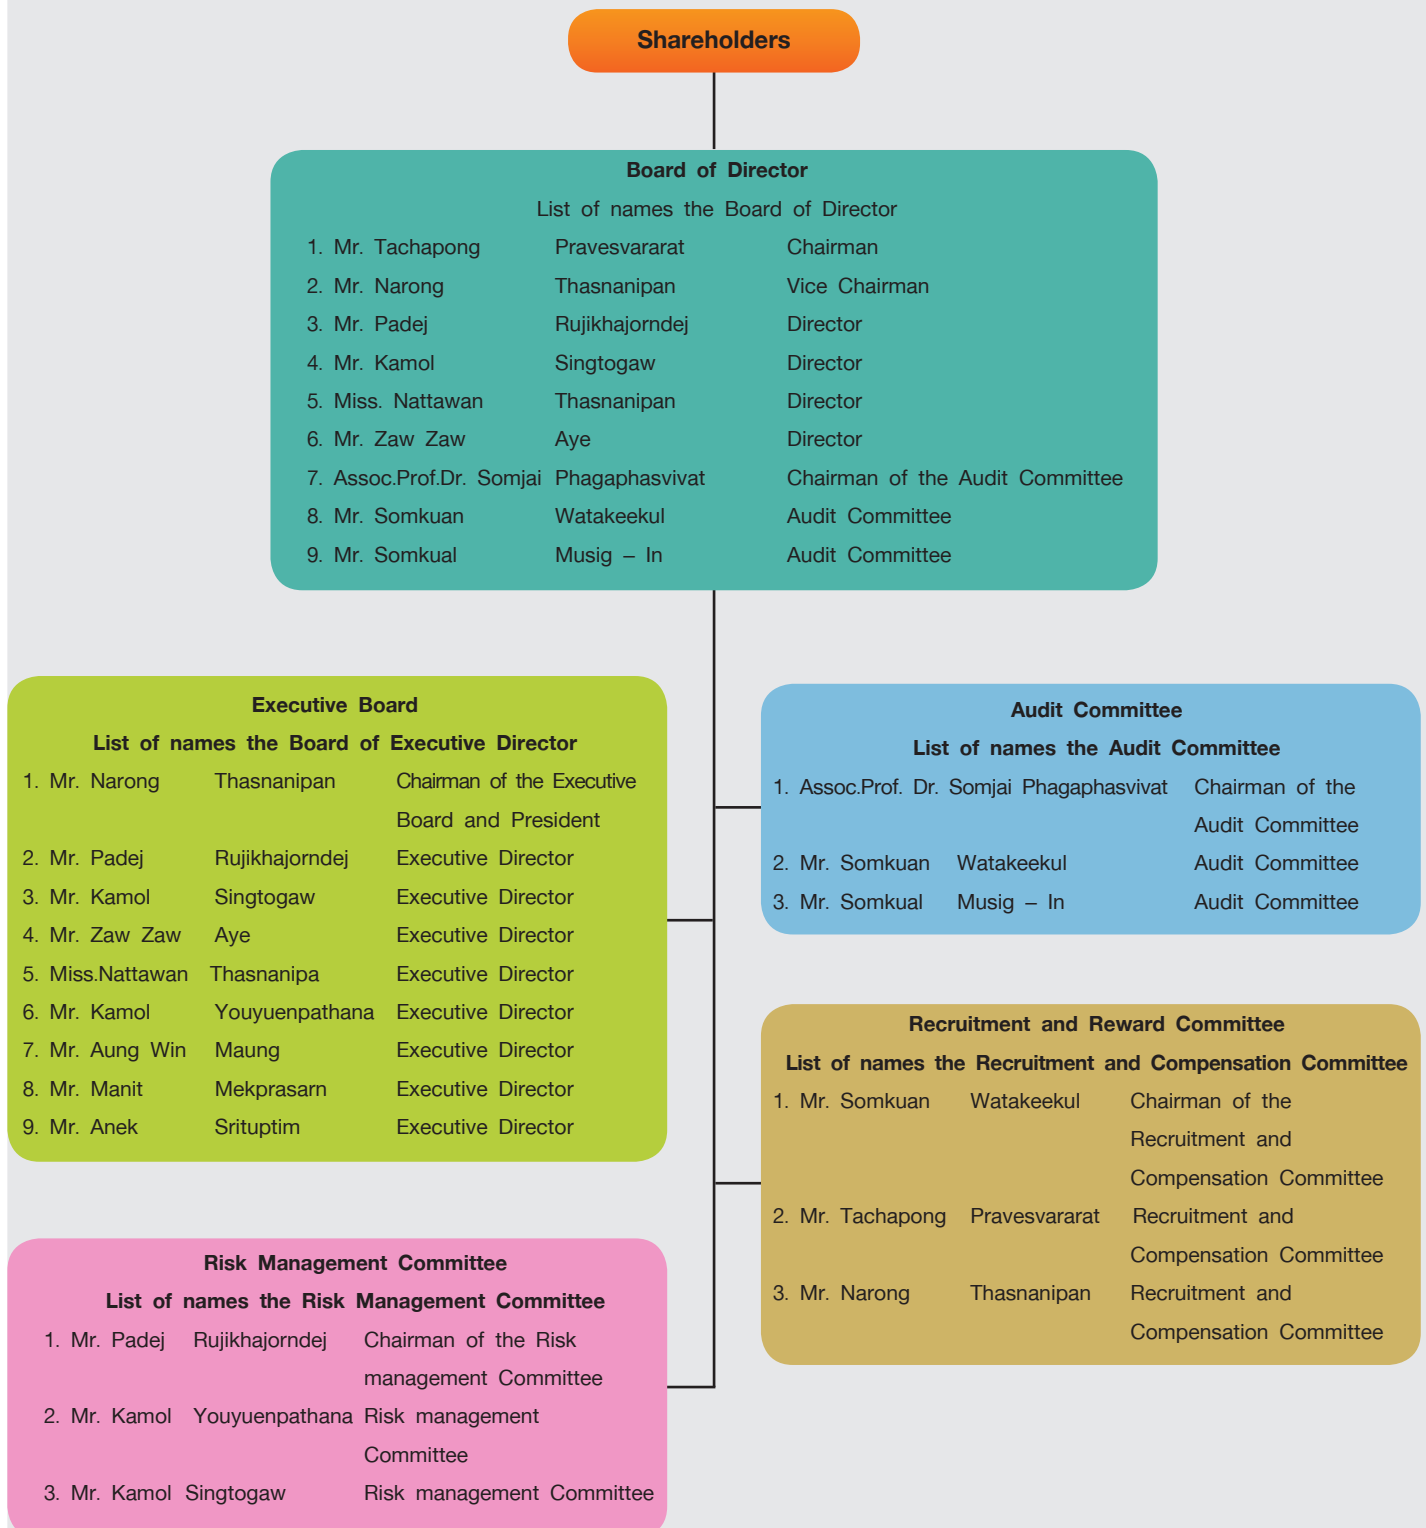 Shareholders
Board of Director
List of names the Board of Director
1. Mr. Tachapong Pravesvararat Chairman
2. Mr. Narong Thasnanipan Vice Chairman
3. Mr. Padej Rujikhajorndej Director
4. Mr. Kamol Singtogaw Director
5. Miss. Nattawan Thasnanipan Director
6. Mr. Zaw Zaw Aye Director
7. Assoc.Prof.Dr. Somjai Phagaphasvivat Chairman of the Audit Committee
8. Mr. Somkuan Watakeekul Audit Committee
9. Mr. Somkual Musig – In Audit Committee
Executive Board
List of names the Board of Executive Director
1. Mr. Narong Thasnanipan Chairman of the Executive
Board and President
2. Mr. Padej Rujikhajorndej Executive Director
3. Mr. Kamol Singtogaw Executive Director
4. Mr. Zaw Zaw Aye Executive Director
5. Miss.Nattawan Thasnanipa Executive Director
6. Mr. Kamol Youyuenpathana Executive Director
7. Mr. Aung Win Maung Executive Director
8. Mr. Manit Mekprasarn Executive Director
9. Mr. Anek Srituptim Executive Director
Audit Committee
List of names the Audit Committee
1. Assoc.Prof. Dr. Somjai Phagaphasvivat Chairman of the
Audit Committee
2. Mr. Somkuan Watakeekul Audit Committee
3. Mr. Somkual Musig – In Audit Committee
Recruitment and Reward Committee
List of names the Recruitment and Compensation Committee
1. Mr. Somkuan Watakeekul Chairman of the
Recruitment and
Compensation Committee
2. Mr. Tachapong Pravesvararat Recruitment and
Compensation Committee
3. Mr. Narong Thasnanipan Recruitment and
Compensation Committee
Risk Management Committee
List of names the Risk Management Committee
1. Mr. Padej Rujikhajorndej Chairman of the Risk
management Committee
2. Mr. Kamol Youyuenpathana Risk management
Committee
3. Mr. Kamol Singtogaw Risk management Committee